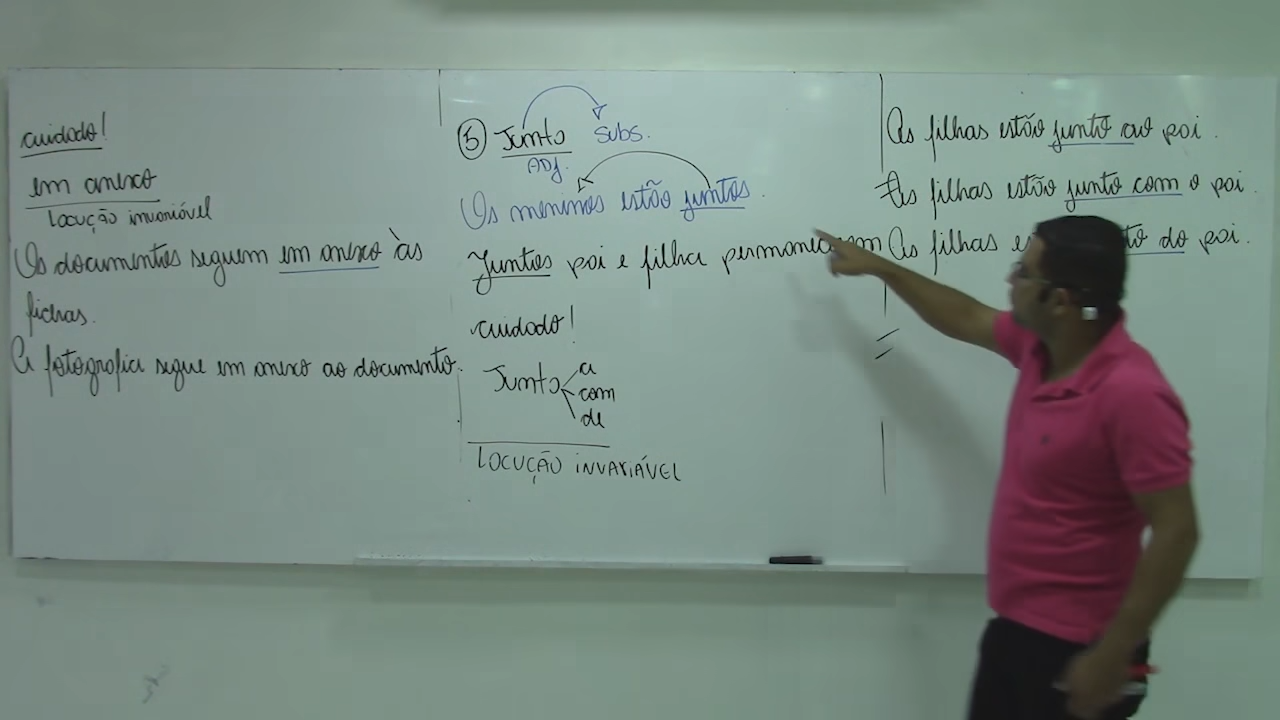 cuidado!
em anexo
Locução invariável
Os documentos seguem em anexo às
fichas.
A fotografia segue em anexo ao documento.
5 Junto subs.
ADJ.
Os meninos estão juntos.
Juntos pai e filha permaneceram
cuidado!
Junto a
com
de
LOCUÇÃO INVARIÁVEL
As filhas estão junto ao pai.
As filhas estão junto com o pai.
As filhas do pai.